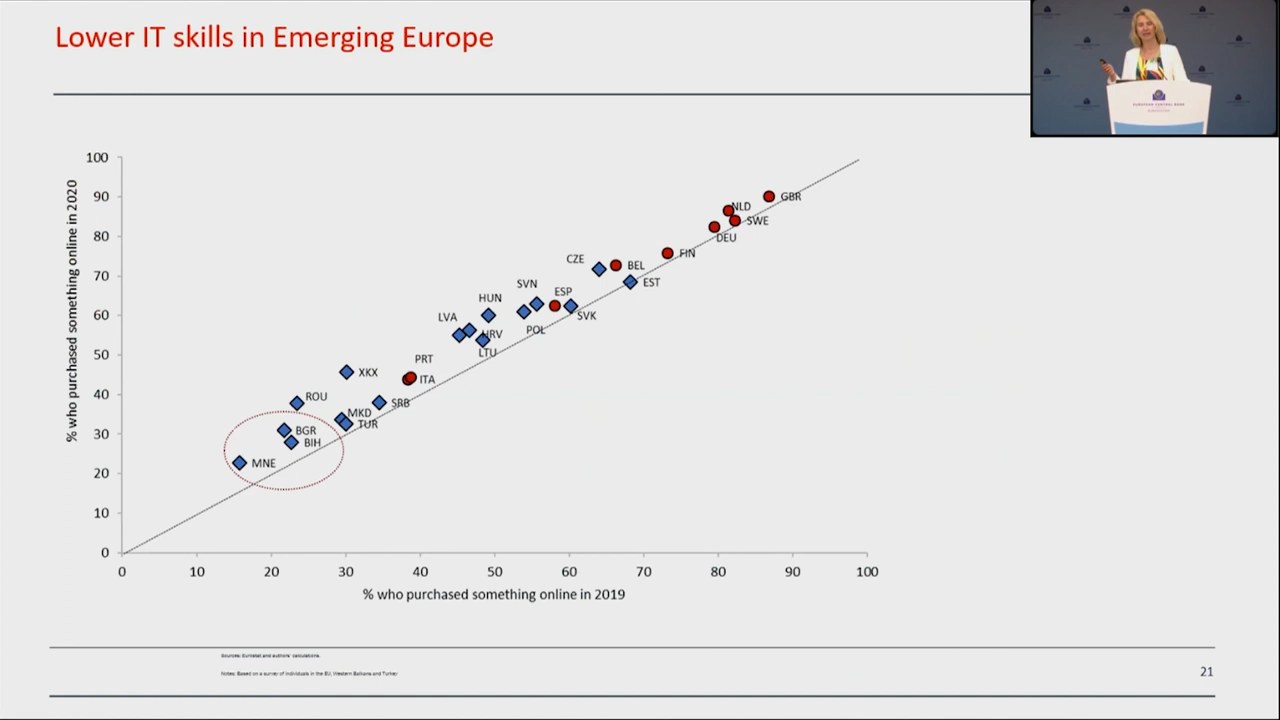 Lower IT skills in Emerging Europe
EUROPEAN CENTRAL BANK
% who purchased something online in 2020
100
90
80
70
60
50
40
30
20
10
0
GBR
NLD
SWE
DEU
FIN
CZE
BEL
EST
SVN
ESP
SVK
HUN
POL
LVA
HRV
LTU
PRT
ITA
XKX
ROU
SRB
MKD
TUR
BGR
BIH
MNE
0 10 20 30 40 50 60 70 80 90 100
% who purchased something online in 2019
Sources: Eurostat and authors' calculations.
Notes: Based on a survey of individuals in the EU, Western Balkans and Turkey
21